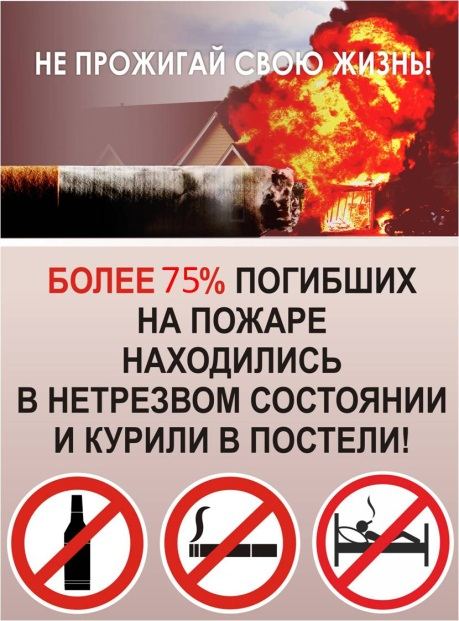 НЕ ПРОЖИГАЙ СВОЮ ЖИЗНЬ!
БОЛЕЕ 75% ПОГИБШИХ
НА ПОЖАРЕ
НАХОДИЛИСЬ
В НЕТРЕЗВОМ СОСТОЯНИИ
И КУРИЛИ В ПОСТЕЛИ!